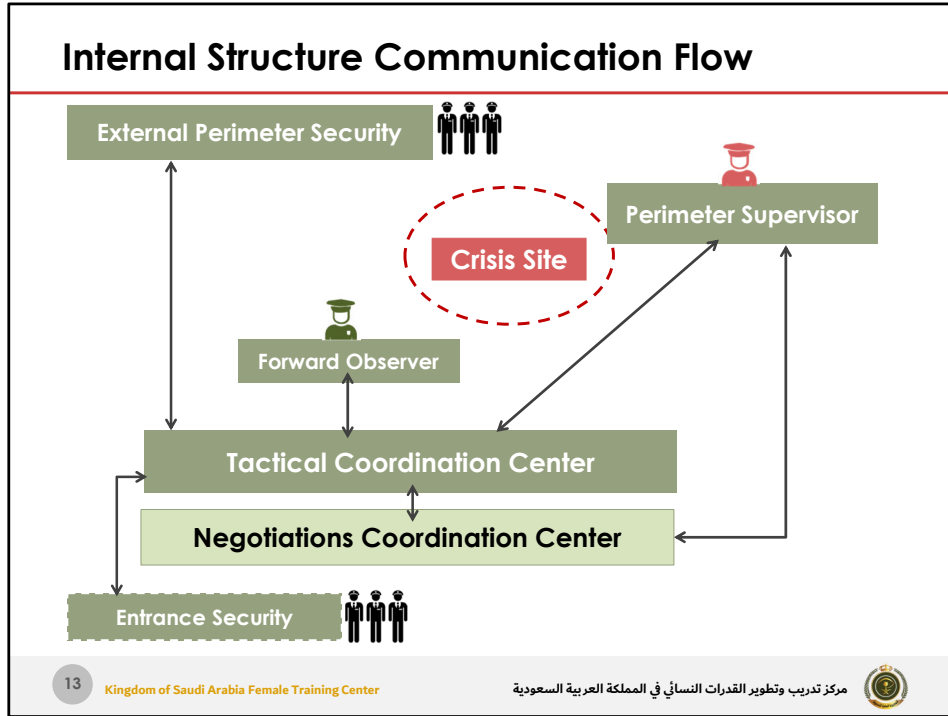 Internal Structure Communication Flow
External Perimeter Security
Perimeter Supervisor
Crisis Site
Forward Observer
Tactical Coordination Center
Negotiations Coordination Center
Entrance Security
13
Kingdom of Saudi Arabia Female Training Center
مركز تدريب وتطوير القدرات النسائي في المملكة العربية السعودية